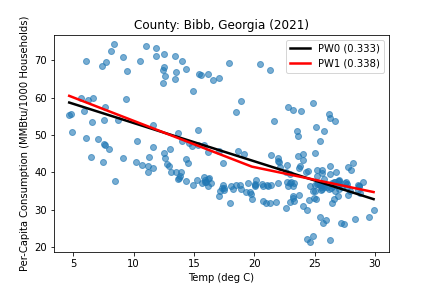 County: Bibb, Georgia (2021)
Per-Capita Consumption (MMBtu/1000 Households)
70
60
50
40
30
20
PW0 (0.333)
PW1 (0.338)
5
10
15
20
25
30
Temp (deg C)